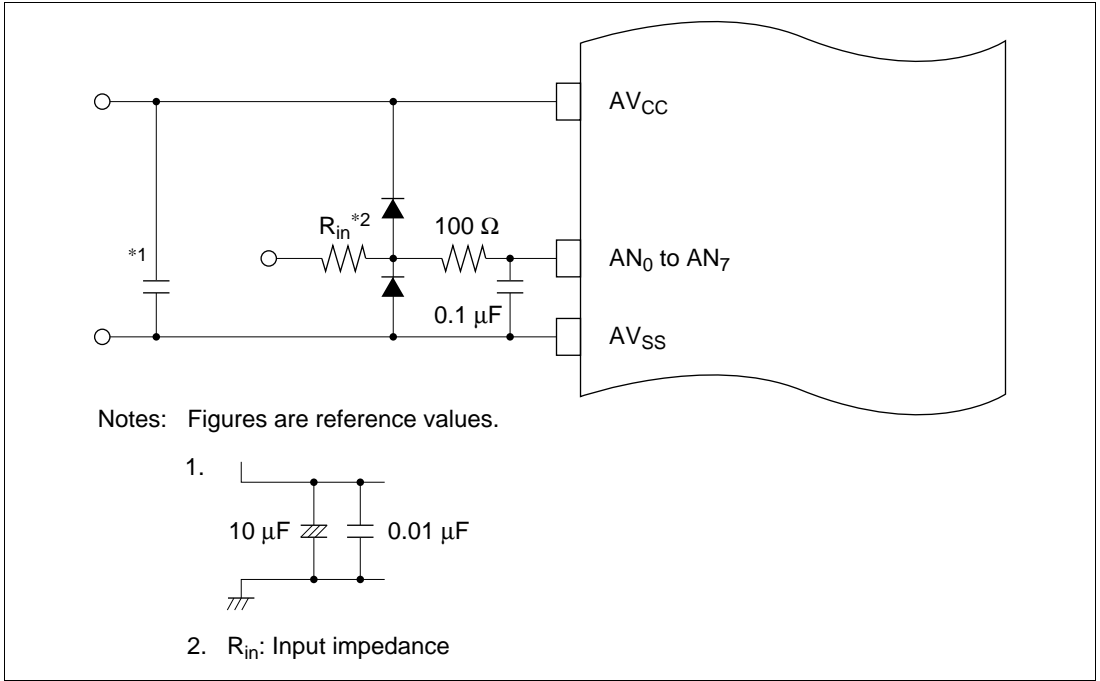 AVCC
Rin*2
100 Ω
*1
AN0 to AN7
0.1 μF
AVSS
Notes: Figures are reference values.
1.
10 μF
0.01 μF
2. Rin: Input impedance